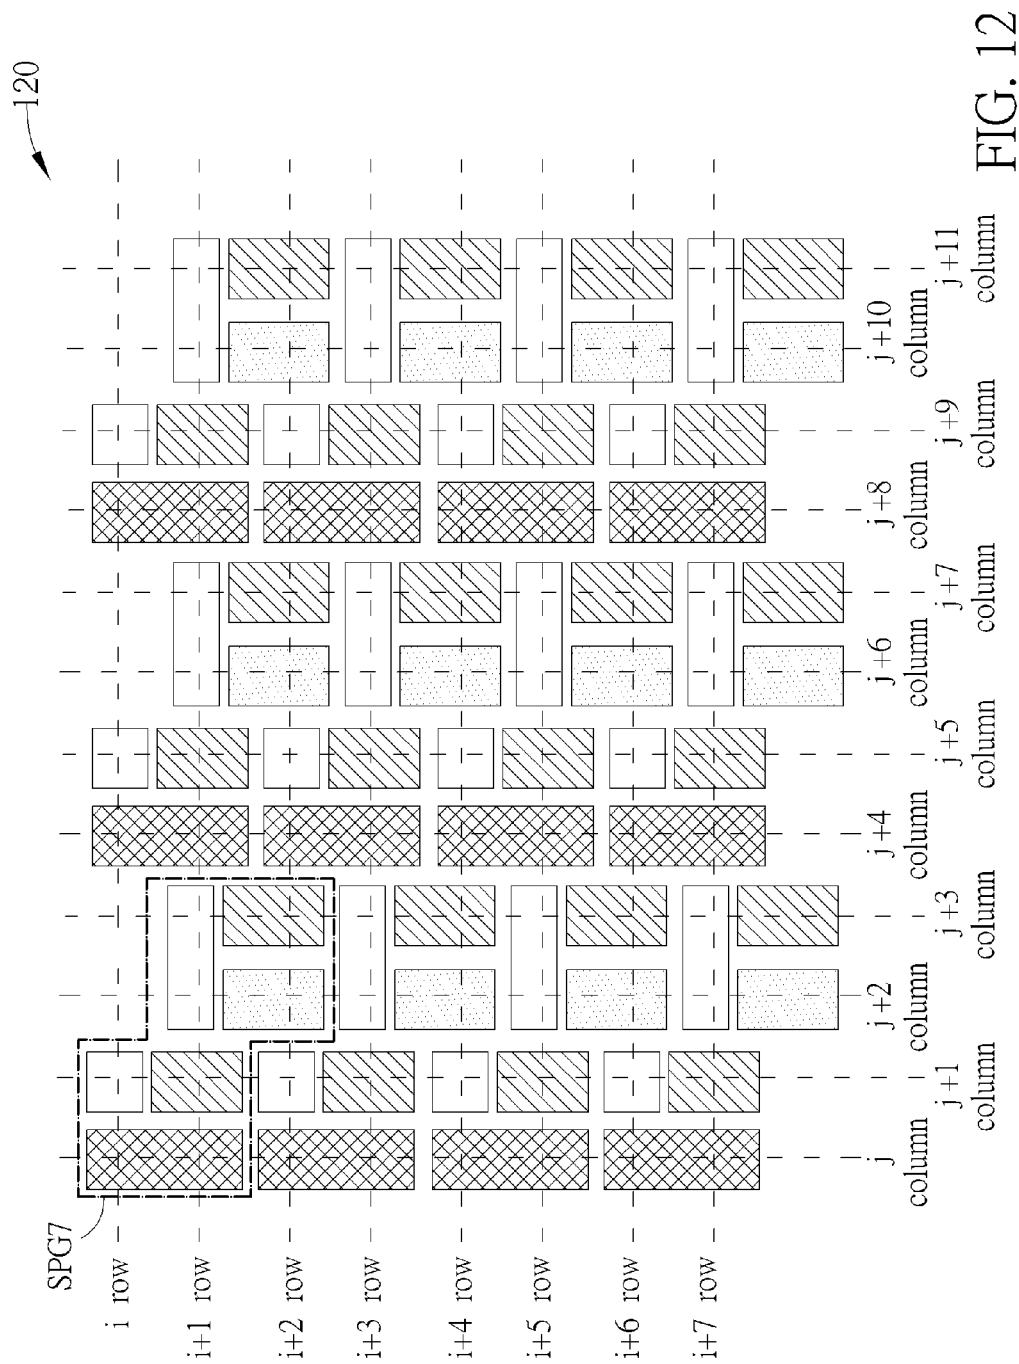 120
SPG7
i row
i+1 row
i+2 row
i+3 row
i+4 row
i+5 row
i+6 row
i+7 row
j
column
j+1
column
j+2
column
j+3
column
j+4
column
j+5
column
j+6
column
j+7
column
j+8
column
j+9
column
j+10
column
j+11
column
FIG. 12